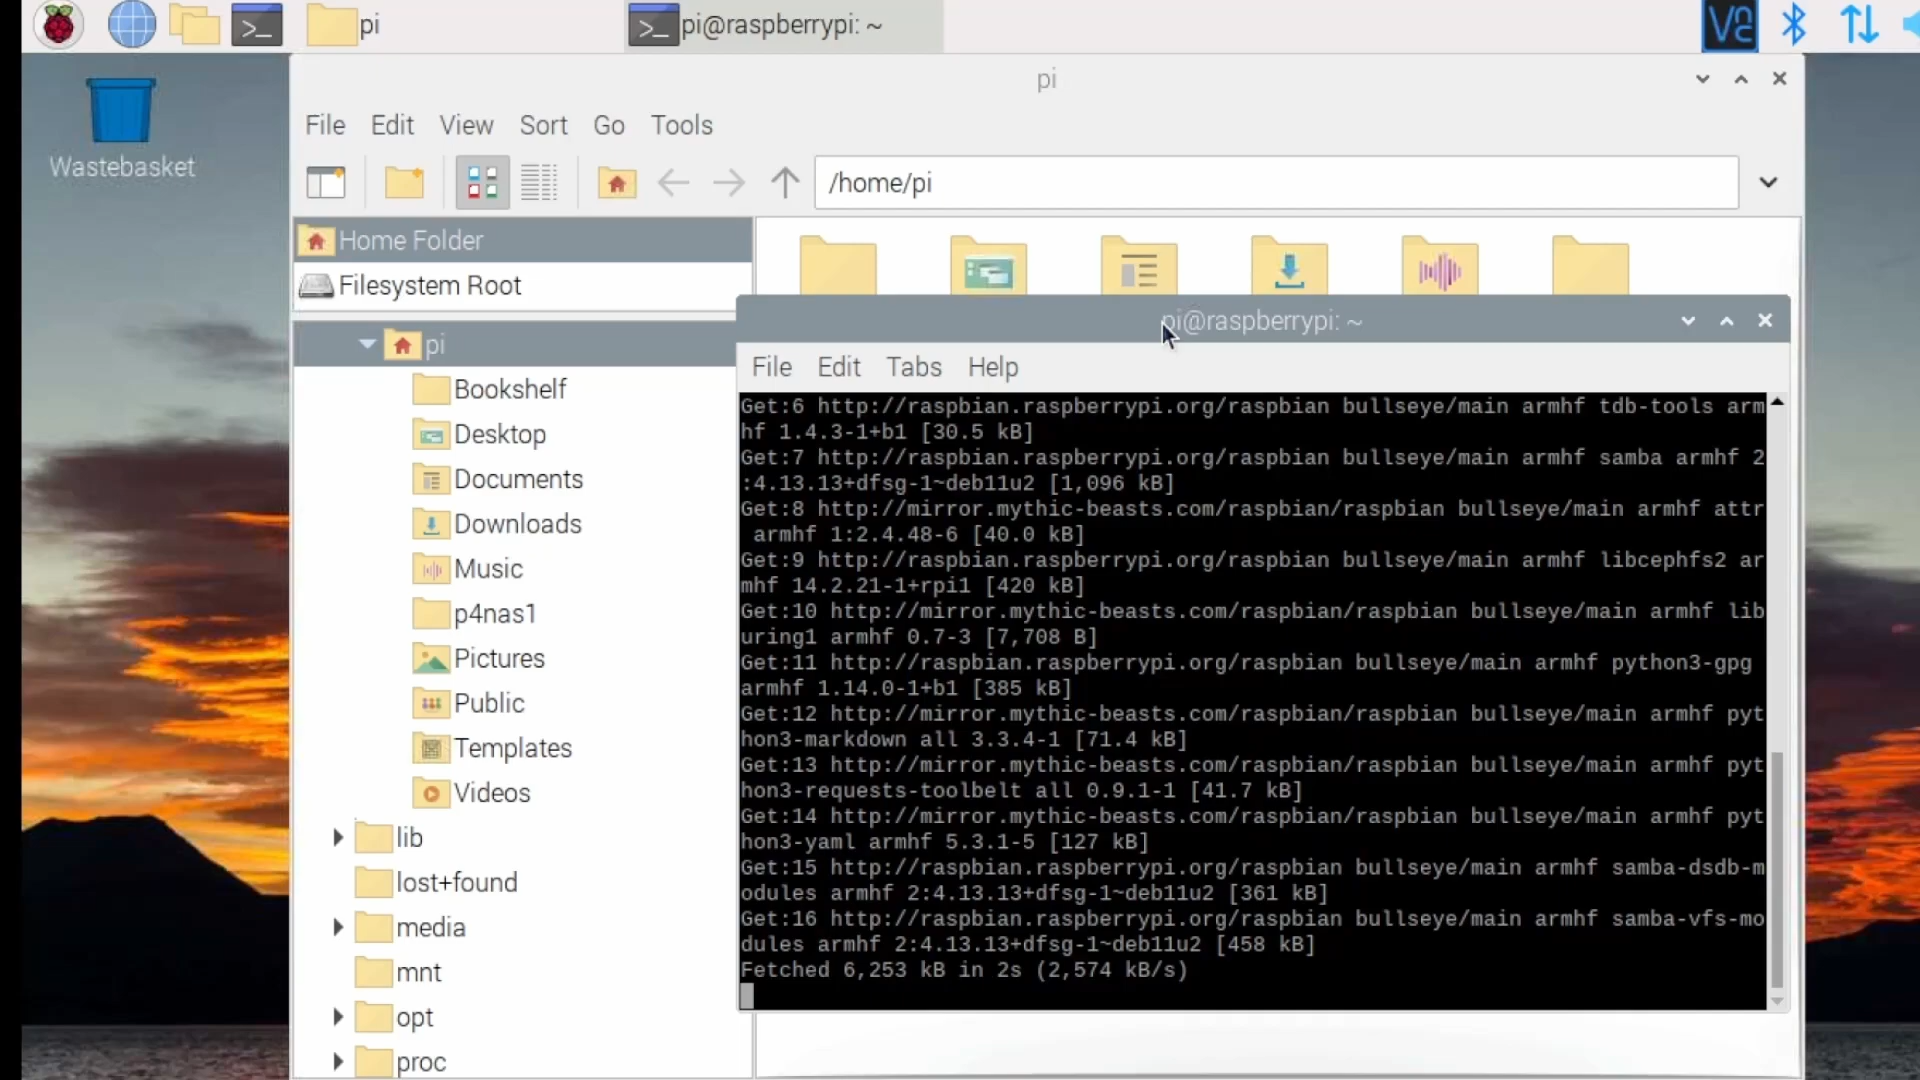 pi
pi@raspberrypi: ~
Wastebasket
pi
File Edit View Sort Go Tools
/home/pi
Home Folder
Filesystem Root
pi
Bookshelf
Desktop
Documents
Downloads
Music
p4nas1
Pictures
Public
Templates
Videos
lib
lost+found
media
mnt
opt
proc
pi@raspberrypi: ~
File Edit Tabs Help
Get:6 http://raspbian.raspberrypi.org/raspbian bullseye/main armhf tdb-tools arm
hf 1.4.3-1+b1 [30.5 kB]
Get:7 http://raspbian.raspberrypi.org/raspbian bullseye/main armhf samba armhf 2
:4.13.13+dfsg-1~deb11u2 [1,096 kB]
Get:8 http://mirror.mythic-beasts.com/raspbian/raspbian bullseye/main armhf attr
 armhf 1:2.4.48-6 [40.0 kB]
Get:9 http://raspbian.raspberrypi.org/raspbian bullseye/main armhf libcephfs2 ar
mhf 14.2.21-1+rpi1 [420 kB]
Get:10 http://mirror.mythic-beasts.com/raspbian/raspbian bullseye/main armhf lib
uring1 armhf 0.7-3 [7,708 B]
Get:11 http://raspbian.raspberrypi.org/raspbian bullseye/main armhf python3-gpg
armhf 1.14.0-1+b1 [385 kB]
Get:12 http://mirror.mythic-beasts.com/raspbian/raspbian bullseye/main armhf pyt
hon3-markdown all 3.3.4-1 [71.4 kB]
Get:13 http://mirror.mythic-beasts.com/raspbian/raspbian bullseye/main armhf pyt
hon3-requests-toolbelt all 0.9.1-1 [41.7 kB]
Get:14 http://mirror.mythic-beasts.com/raspbian/raspbian bullseye/main armhf pyt
hon3-yaml armhf 5.3.1-5 [127 kB]
Get:15 http://raspbian.raspberrypi.org/raspbian bullseye/main armhf samba-dsdb-m
odules armhf 2:4.13.13+dfsg-1~deb11u2 [361 kB]
Get:16 http://raspbian.raspberrypi.org/raspbian bullseye/main armhf samba-vfs-mo
dules armhf 2:4.13.13+dfsg-1~deb11u2 [458 kB]
Fetched 6,253 kB in 2s (2,574 kB/s)